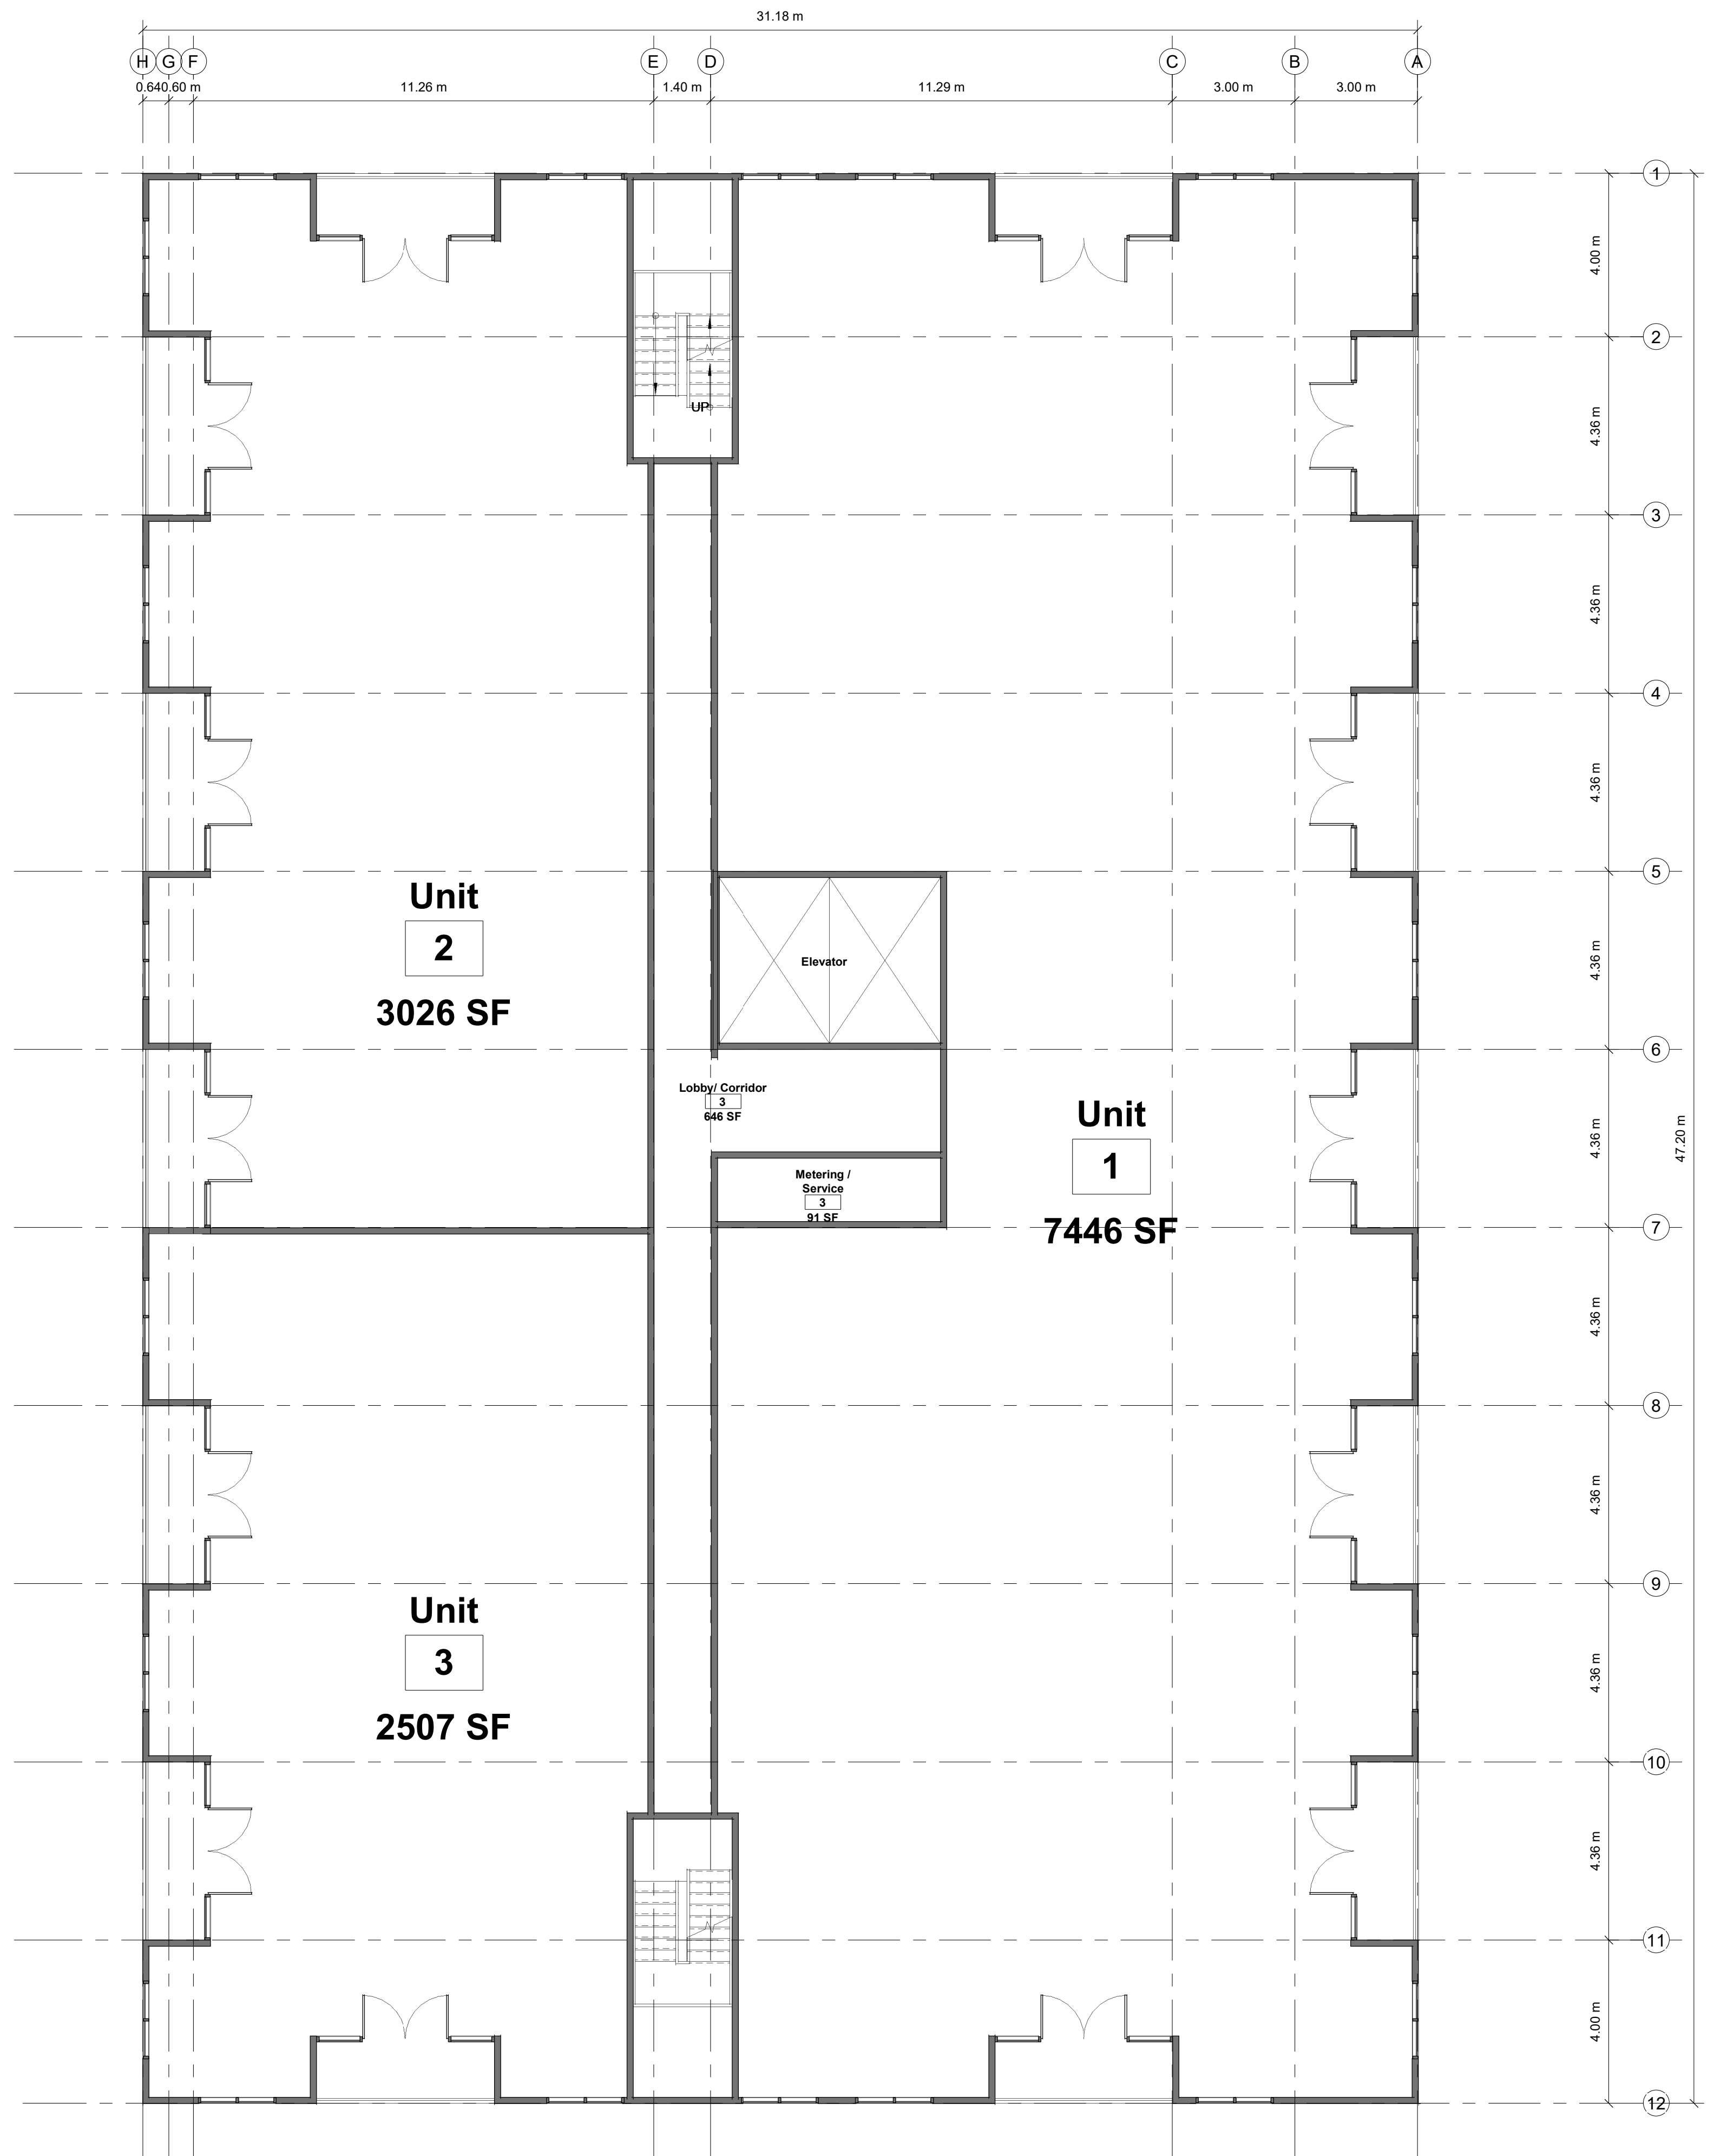 31.18 m
H G F E D C B A
0.640.60 m 11.26 m 1.40 m 11.29 m 3.00 m 3.00 m
1
4.00 m
2
UP
4.36 m
3
4.36 m
4
4.36 m
5
Unit
2
3026 SF
Elevator
4.36 m
6
Lobby/ Corridor
3
646 SF
Unit
1
7446 SF
4.36 m
47.20 m
Metering /
Service
3
91 SF
7
4.36 m
8
4.36 m
9
Unit
3
2507 SF
4.36 m
10
4.36 m
11
4.00 m
12